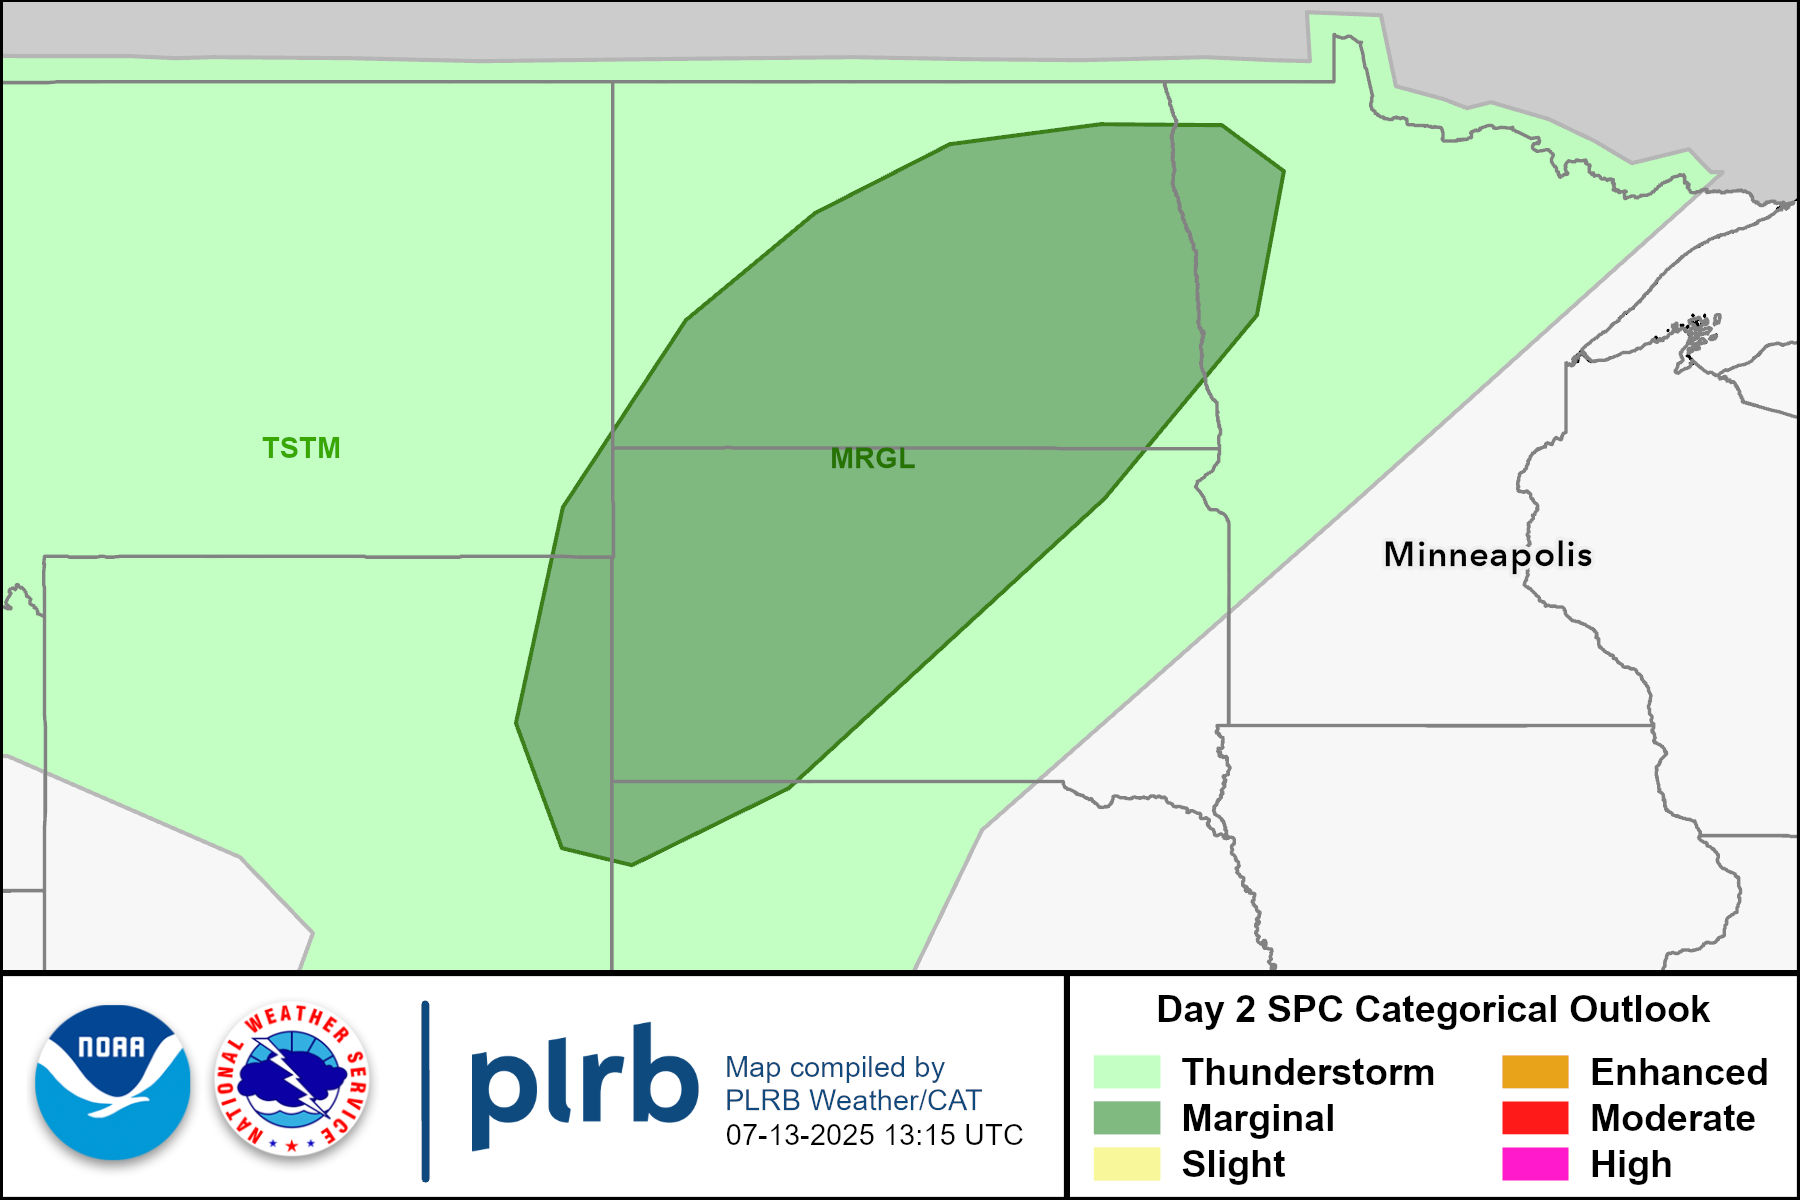 TSTM
MRGL
Minneapolis
NOAA
NATIONAL WEATHER SERVICE
plrb
Map compiled by
PLRB Weather/CAT
07-13-2025 13:15 UTC
Day 2 SPC Categorical Outlook
Thunderstorm
Marginal
Slight
Enhanced
Moderate
High